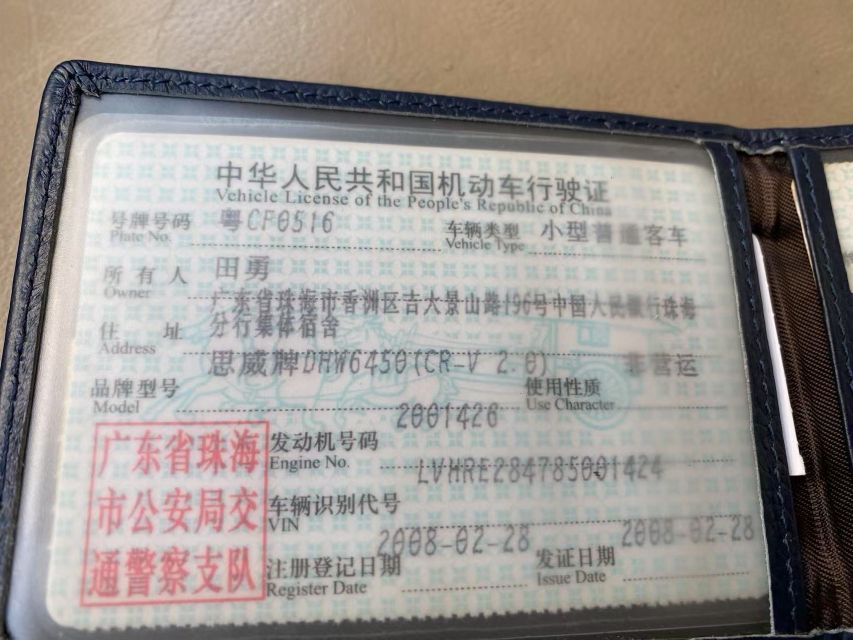 中华人民共和国机动车行驶证
Vehicle License of the People's Republic of China
号牌号码 粤CF0516 车辆类型 小型普通客车
Plate No. Vehicle Type
所有人 田勇
Owner
广东省珠海市香洲区吉大景山路196号中国人民银行珠海
住址 分行集体宿舍
Address
思威牌DHW6450(CR-V 2.0) 非营运
品牌型号 使用性质
Model Use Character
2001426
发动机号码
Engine No.
LVHRE284785001424
车辆识别代号
VIN
2008-02-28 2008-02-28
注册登记日期 发证日期
Register Date Issue Date
广东省珠海
市公安局交
通警察支队